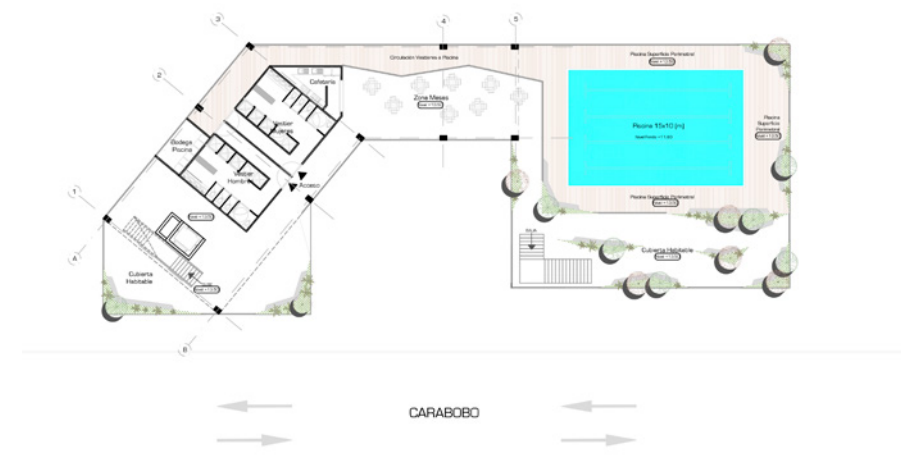 3
4
5
2
1
A
B
Circulación Vestieres a Piscina
Piscina Superficie Perimetral
Cafetería
Zona Mesas
Vestier
Mujeres
Bodega
Piscina
Vestier
Hombres
Acceso
Piscina 15x10 [m]
Piscina
Superficie
Perimetral
Piscina Superficie Perimetral
Cubierta
Habitable
Cubierta Habitable
CARABOBO